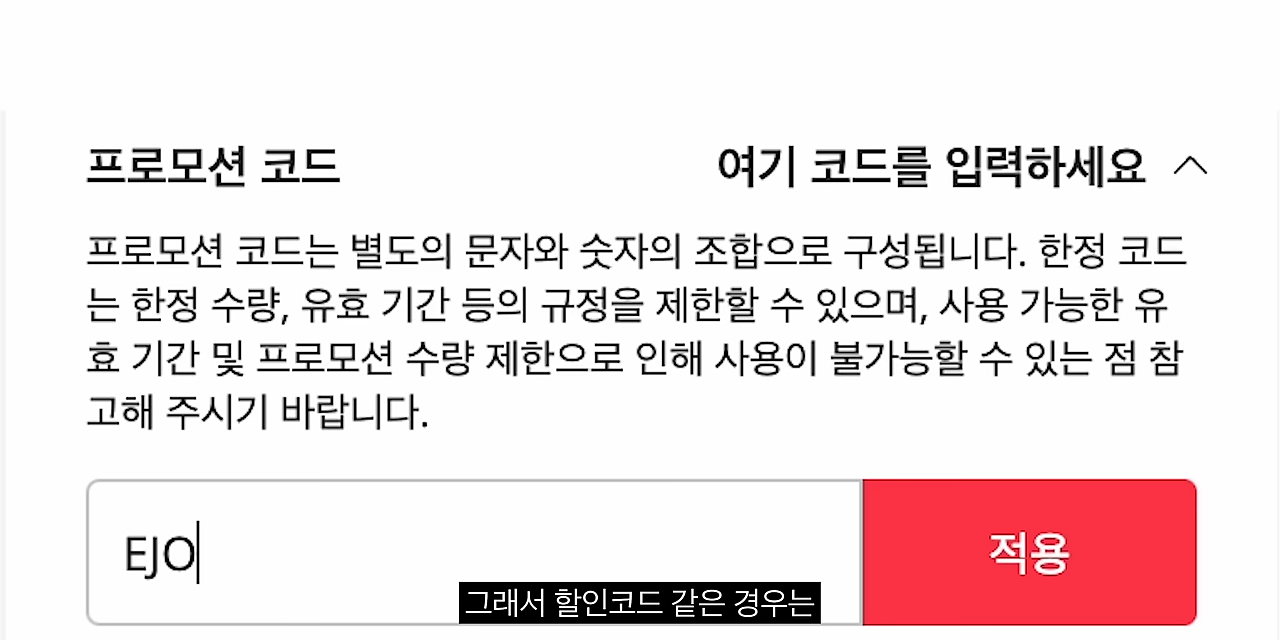 프로모션 코드 여기 코드를 입력하세요
프로모션 코드는 별도의 문자와 숫자의 조합으로 구성됩니다. 한정 코드
는 한정 수량, 유효 기간 등의 규정을 제한할 수 있으며, 사용 가능한 유
효 기간 및 프로모션 수량 제한으로 인해 사용이 불가능할 수 있는 점 참
고해 주시기 바랍니다.
EJO 적용
그래서 할인코드 같은 경우는